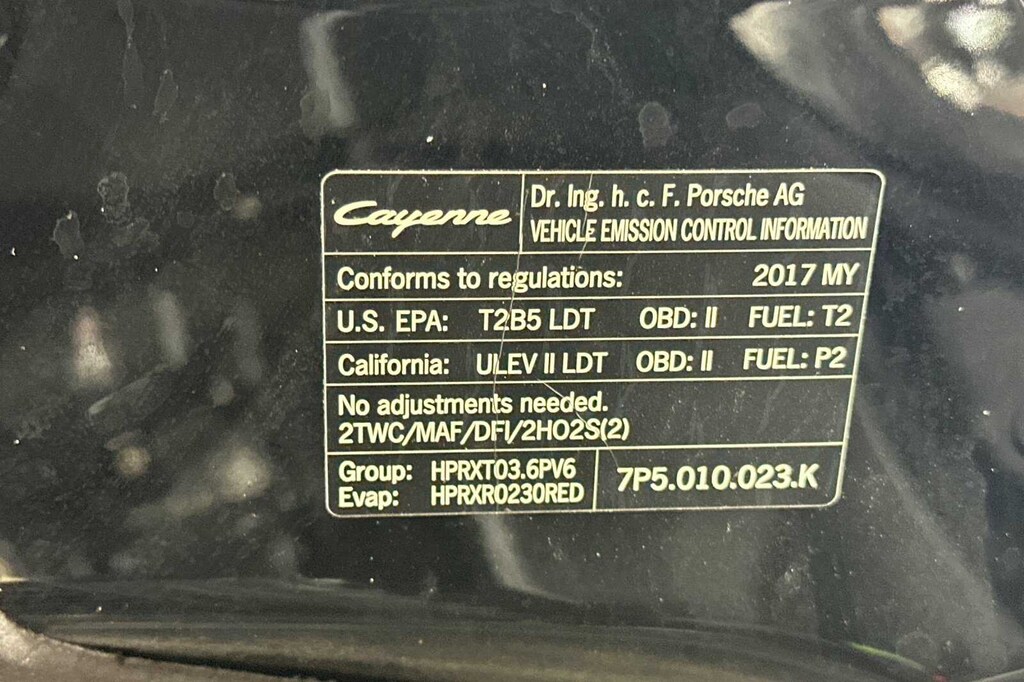 Cayenne
Dr. Ing. h. c. F. Porsche AG
VEHICLE EMISSION CONTROL INFORMATION
Conforms to regulations: 2017 MY
U.S. EPA: T2B5 LDT OBD: II FUEL: T2
California: ULEV II LDT OBD: II FUEL: P2
No adjustments needed.
2TWC/MAF/DFI/2HO2S(2)
Group: HPRXT03.6PV6
Evap: HPRXR0230RED
7P5.010.023.K